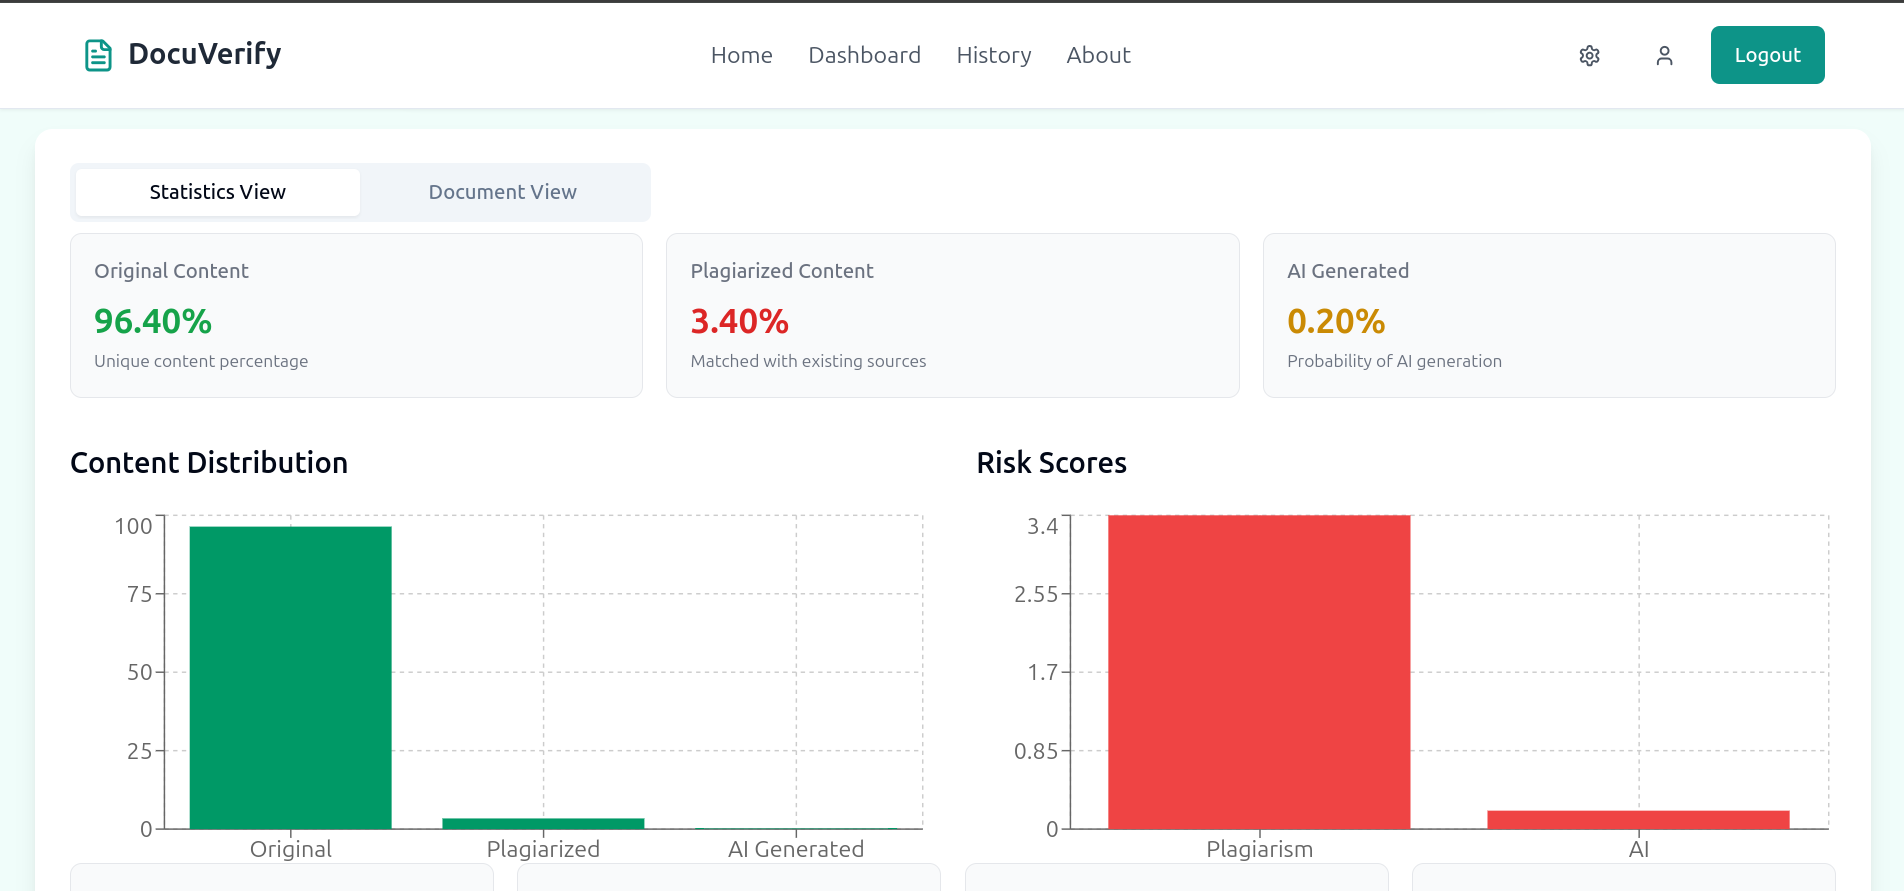 DocuVerify
Home Dashboard History About
Logout
Statistics View Document View
Original Content
96.40%
Unique content percentage
Plagiarized Content
3.40%
Matched with existing sources
AI Generated
0.20%
Probability of AI generation
Content Distribution
100
75
50
25
0
Original Plagiarized AI Generated
Risk Scores
3.4
2.55
1.7
0.85
0
Plagiarism AI